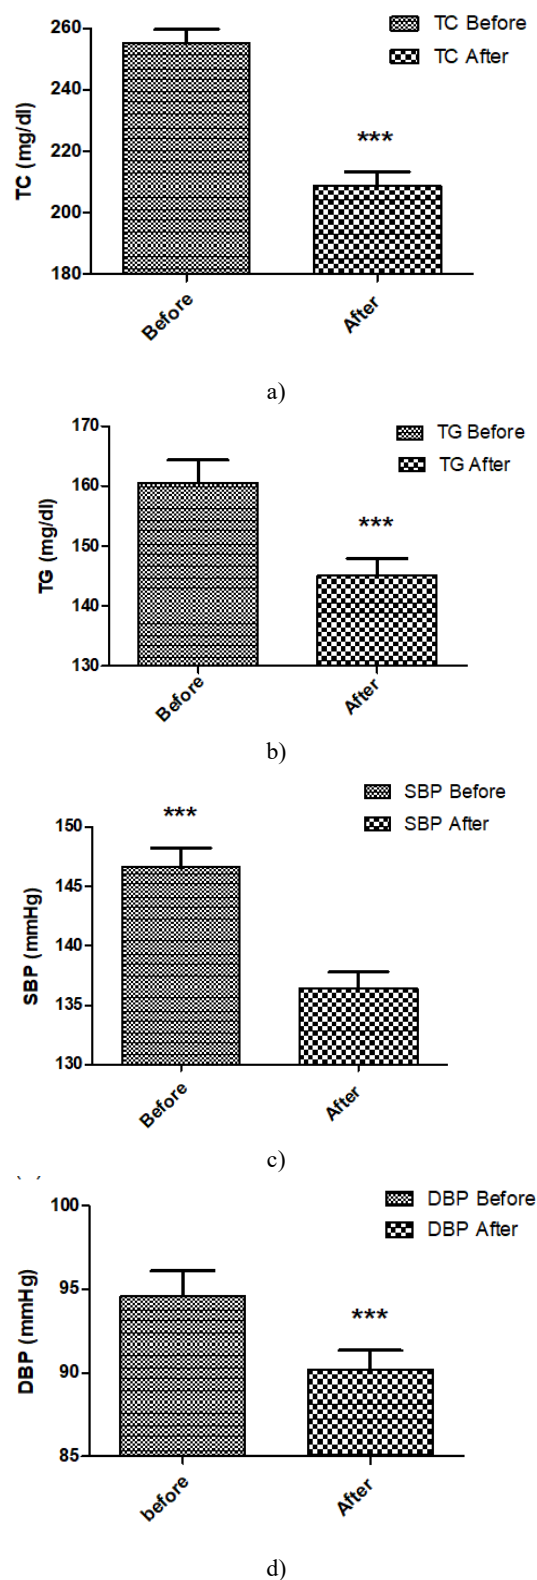 260
240
220
200
180
TC (mg/dl)
TC Before
TC After
***
Before
After
a)
170
160
150
140
130
TG (mg/dl)
TG Before
TG After
***
Before
After
b)
150
145
140
135
130
SBP (mmHg)
SBP Before
SBP After
***
Before
After
c)
100
95
90
85
DBP (mmHg)
DBP Before
DBP After
***
before
After
d)